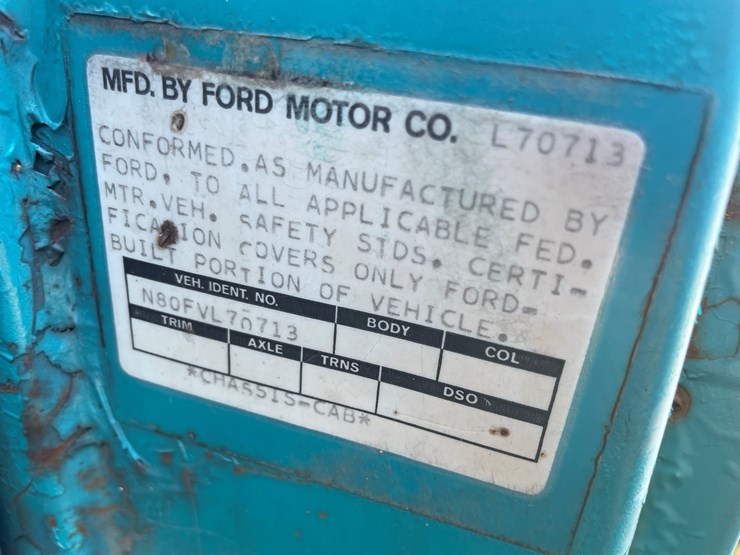 MFD. BY FORD MOTOR CO. L70713
CONFORMED.AS MANUFACTURED BY
FORD, TO ALL APPLICABLE FED.
MTR.VEH. SAFETY STDS. CERTI-
FICATION COVERS ONLY FORD-
BUILT PORTION OF VEHICLE.
VEH. IDENT. NO. BODY COL
N80FVL70713
TRIM AXLE TRNS DSO
*CHASSIS-CAB*